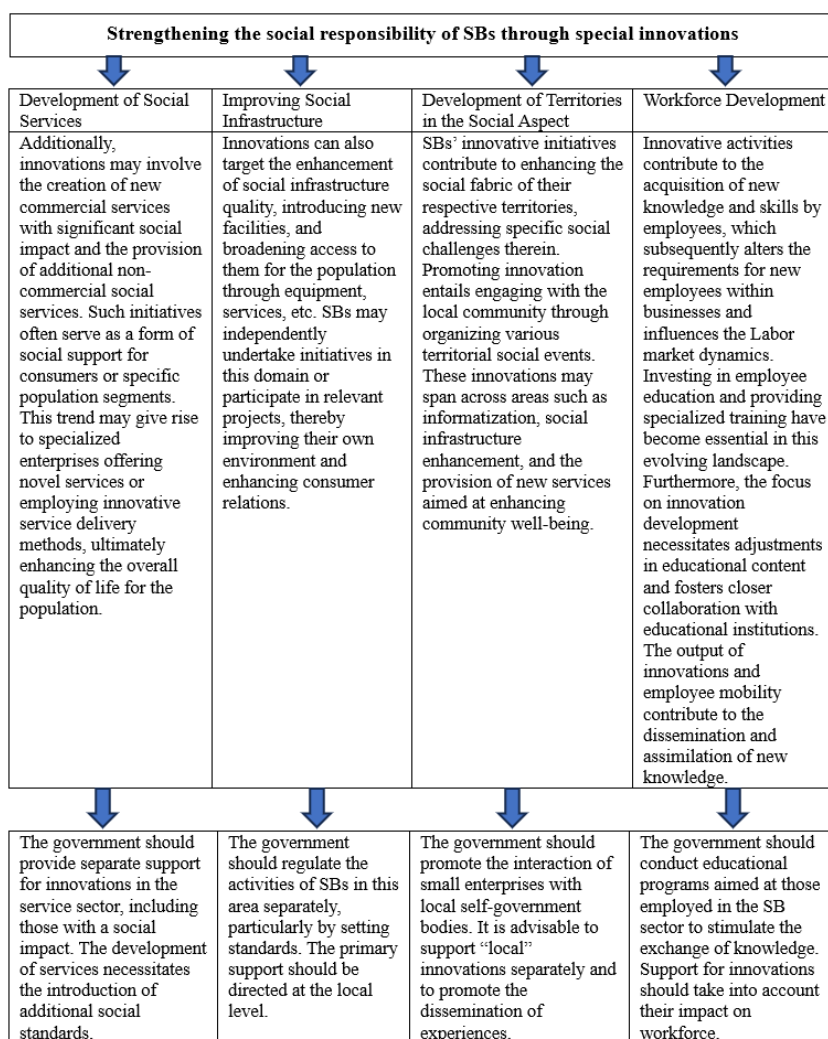 Strengthening the social responsibility of SBs through special innovations
Development of Social
Services
Additionally,
innovations may involve
the creation of new
commercial services
with significant social
impact and the provision
of additional non-
commercial social
services. Such initiatives
often serve as a form of
social support for
consumers or specific
population segments.
This trend may give rise
to specialized
enterprises offering
novel services or
employing innovative
service delivery
methods, ultimately
enhancing the overall
quality of life for the
population.
The government should
provide separate support
for innovations in the
service sector, including
those with a social
impact. The development
of services necessitates
the introduction of
additional social
standards.
Improving Social
Infrastructure
Innovations can also
target the enhancement
of social infrastructure
quality, introducing new
facilities, and
broadening access to
them for the population
through equipment,
services, etc. SBs may
independently
undertake initiatives in
this domain or
participate in relevant
projects, thereby
improving their own
environment and
enhancing consumer
relations.
The government
should regulate the
activities of SBs in this
area separately,
particularly by setting
standards. The primary
support should be
directed at the local
level.
Development of Territories
in the Social Aspect
SBs’ innovative initiatives
contribute to enhancing the
social fabric of their
respective territories,
addressing specific social
challenges therein.
Promoting innovation
entails engaging with the
local community through
organizing various
territorial social events.
These innovations may
span across areas such as
informatization, social
infrastructure
enhancement, and the
provision of new services
aimed at enhancing
community well-being.
The government should
promote the interaction of
small enterprises with
local self-government
bodies. It is advisable to
support “local”
innovations separately and
to promote the
dissemination of
experiences.
Workforce Development
Innovative activities
contribute to the
acquisition of new
knowledge and skills by
employees, which
subsequently alters the
requirements for new
employees within
businesses and
influences the Labor
market dynamics.
Investing in employee
education and providing
specialized training have
become essential in this
evolving landscape.
Furthermore, the focus
on innovation
development
necessitates adjustments
in educational content
and fosters closer
collaboration with
educational institutions.
The output of
innovations and
employee mobility
contribute to the
dissemination and
assimilation of new
knowledge.
The government should
conduct educational
programs aimed at those
employed in the SB
sector to stimulate the
exchange of knowledge.
Support for innovations
should take into account
their impact on
workforce.